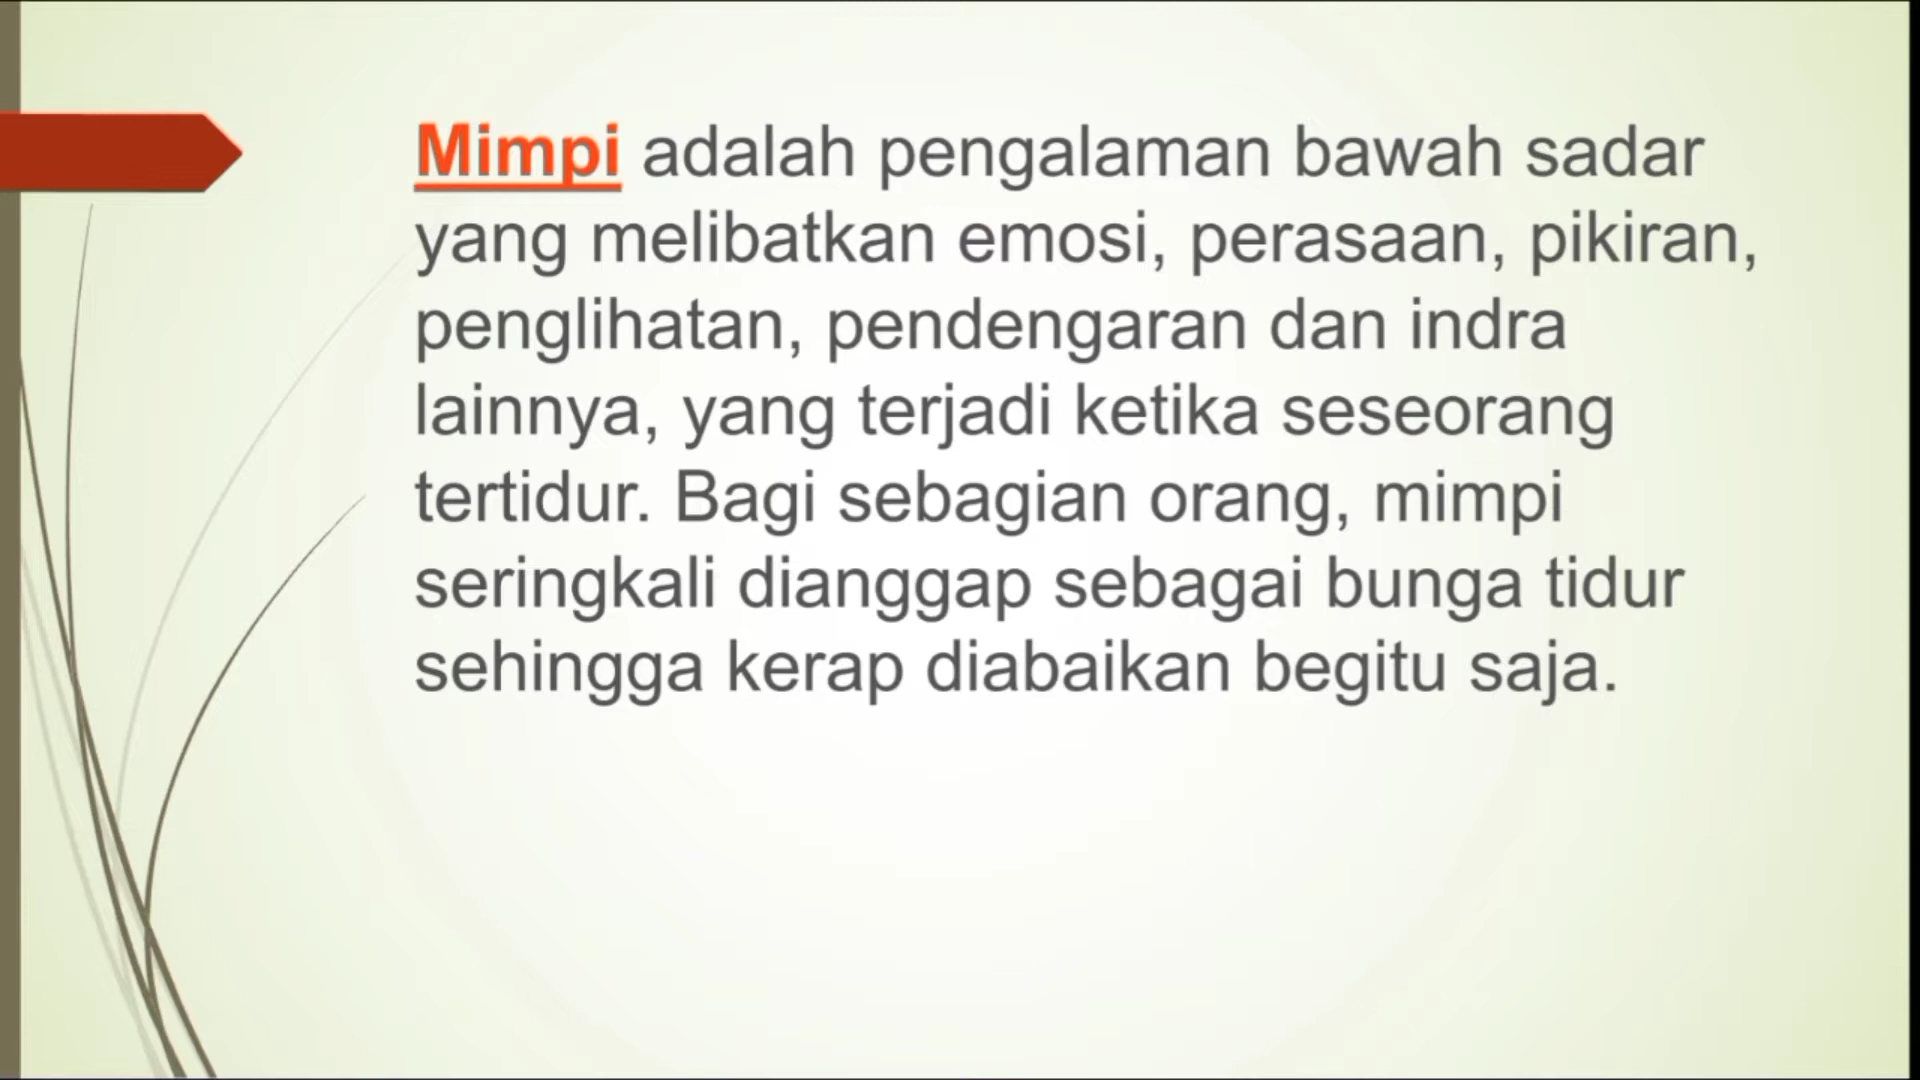 Mimpi adalah pengalaman bawah sadar
yang melibatkan emosi, perasaan, pikiran,
penglihatan, pendengaran dan indra
lainnya, yang terjadi ketika seseorang
tertidur. Bagi sebagian orang, mimpi
seringkali dianggap sebagai bunga tidur
sehingga kerap diabaikan begitu saja.